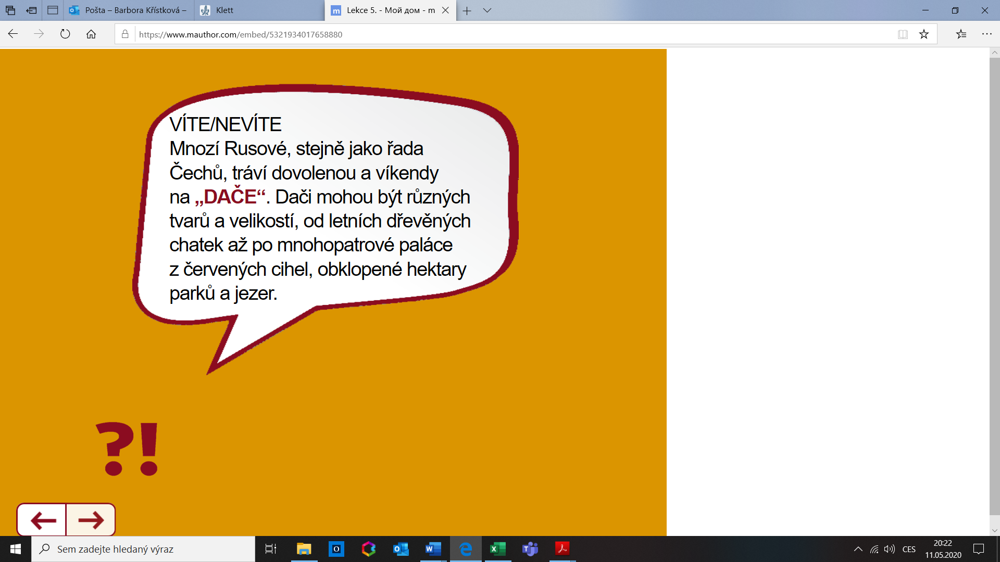 Pošta – Barbora Křístková –
Klett
Lekce 5. - Мой дом - m
https://www.mauthor.com/embed/5321934017658880
VÍTE/NEVÍTE
Mnozí Rusové, stejně jako řada
Čechů, tráví dovolenou a víkendy
na „DAČE“. Dači mohou být různých
tvarů a velikostí, od letních dřevěných
chatek až po mnohopatrové paláce
z červených cihel, obklopené hektary
parků a jezer.
?!
Sem zadejte hledaný výraz
CES
20:22
11.05.2020